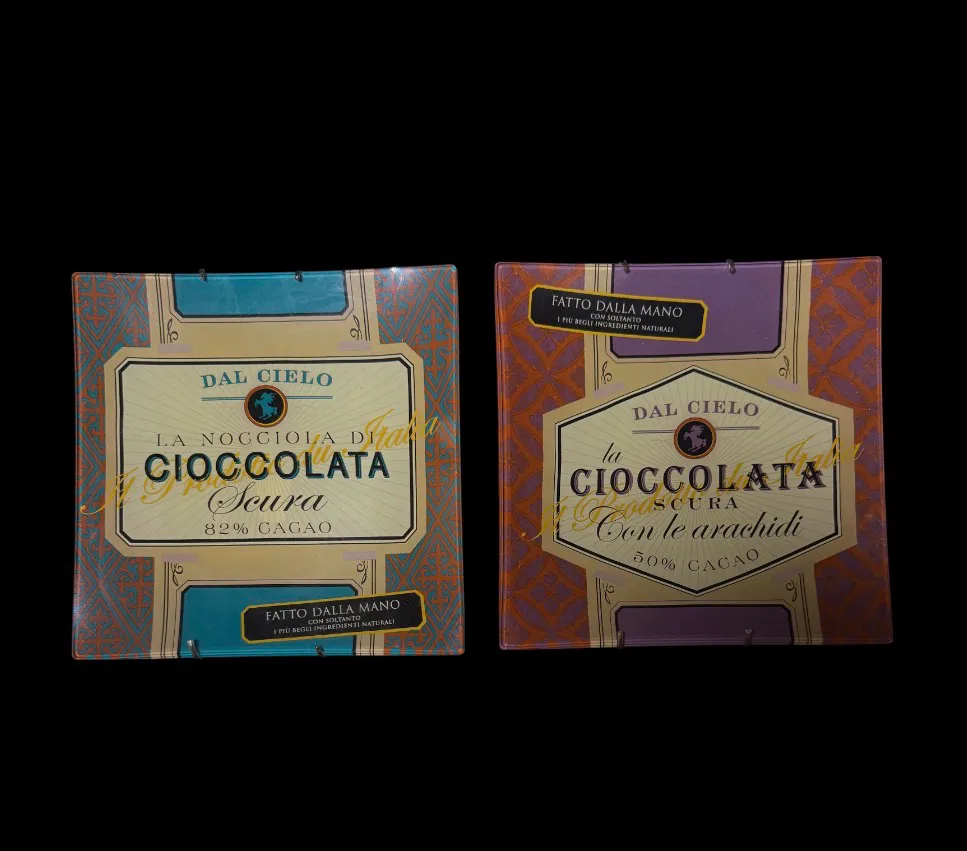 DAL CIELO
LA NOCCIOLA DI
CIOCCOLATA
Scura
82% CACAO
FATTO DALLA MANO
CON SOLTANTO
I PIÙ BEGLI INGREDIENTI NATURALI
FATTO DALLA MANO
CON SOLTANTO
I PIÙ BEGLI INGREDIENTI NATURALI
DAL CIELO
la
CIOCCOLATA
SCURA
Con le arachidi
50% CACAO